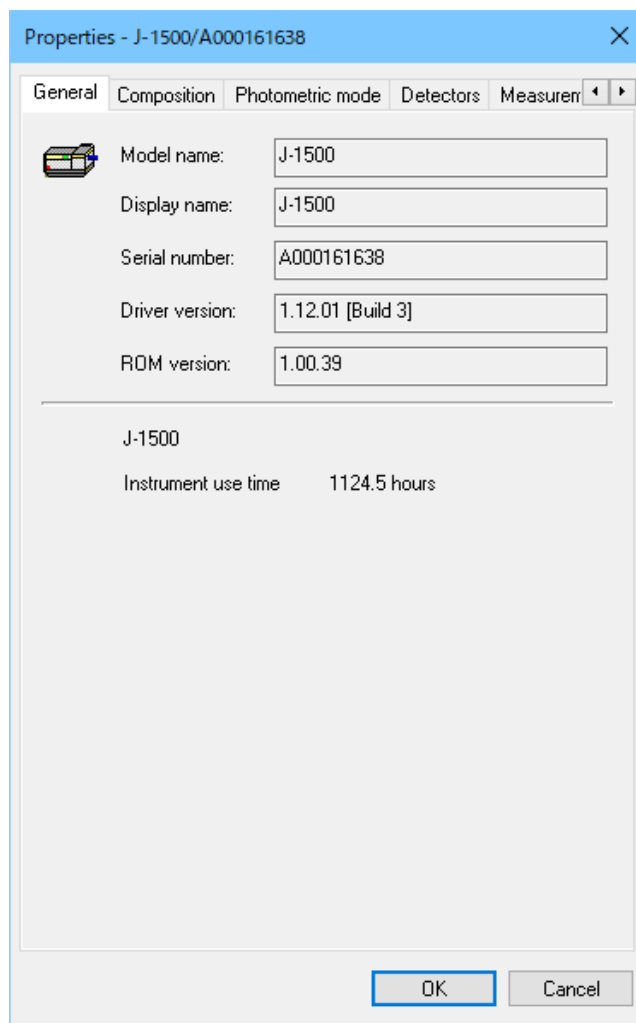 Properties - J-1500/A000161638
General Composition Photometric mode Detectors
Model name: J-1500
Display name: J-1500
Serial number: A000161638
Driver version: 1.12.01 [Build 3]
ROM version: 1.00.39
J-1500
Instrument use time 1124.5 hours
OK Cancel